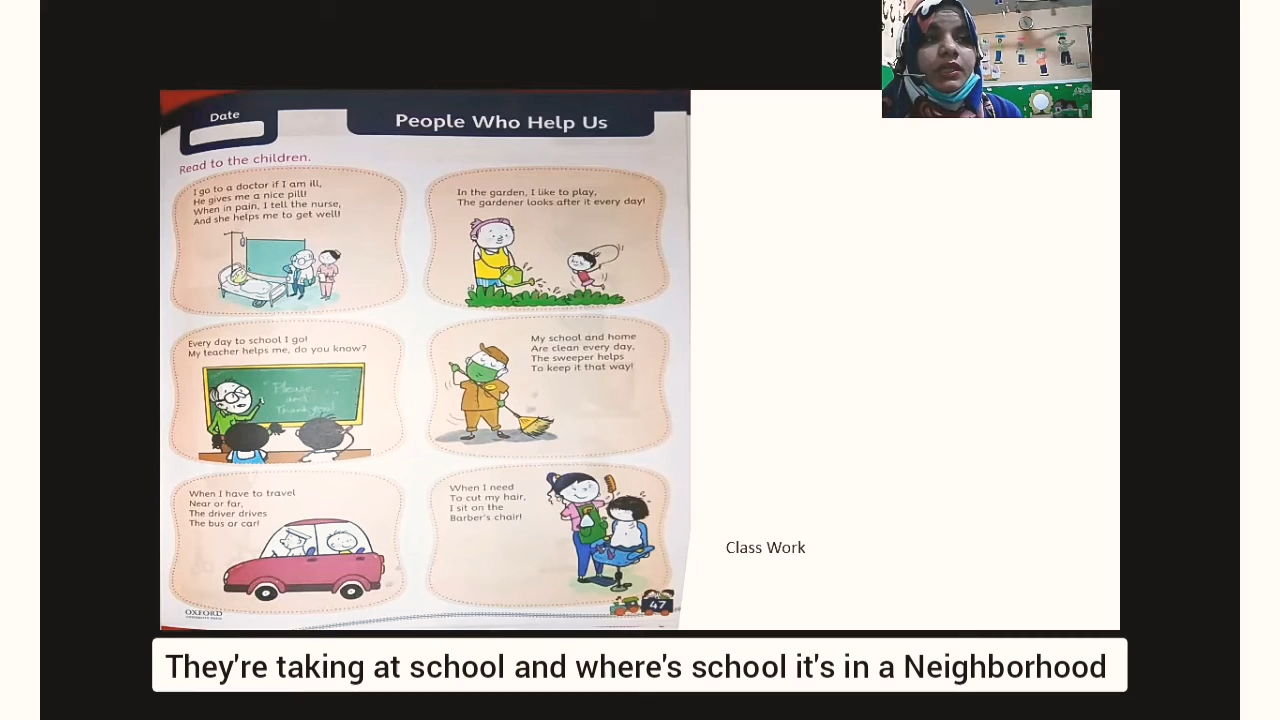 Date
People Who Help Us
Read to the children.
I go to a doctor if I am ill,
He gives me a nice pill!
When in pain, I tell the nurse,
And she helps me to get well!
In the garden, I like to play,
The gardener looks after it every day!
Every day to school I go!
My teacher helps me, do you know?
Please
and
Thank you!
My school and home
Are clean every day,
The sweeper helps
To keep it that way!
When I have to travel
Near or far,
The driver drives
The bus or car!
When I need
To cut my hair,
I sit on the
Barber's chair!
47
OXFORD
UNIVERSITY PRESS
Class Work
They're taking at school and where's school it's in a Neighborhood